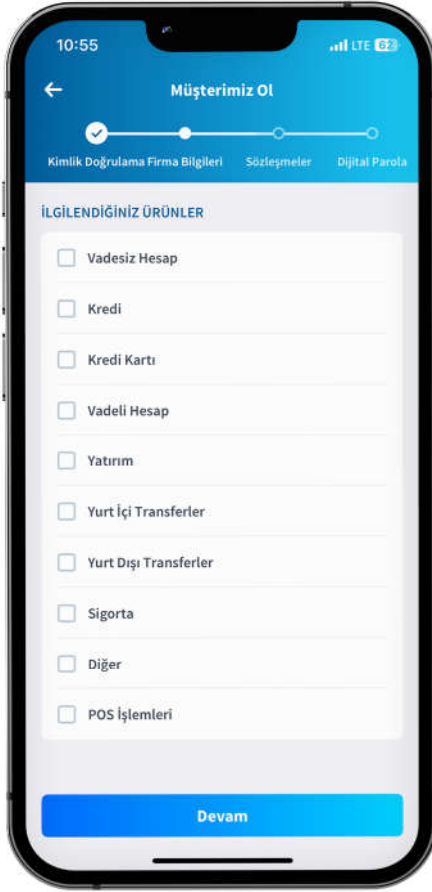 10:55
LTE 62
Müşterimiz Ol
Kimlik Doğrulama Firma Bilgileri Sözleşmeler Dijital Parola
İLGİLENDİĞİNİZ ÜRÜNLER
Vadesiz Hesap
Kredi
Kredi Kartı
Vadeli Hesap
Yatırım
Yurt İçi Transferler
Yurt Dışı Transferler
Sigorta
Diğer
POS İşlemleri
Devam